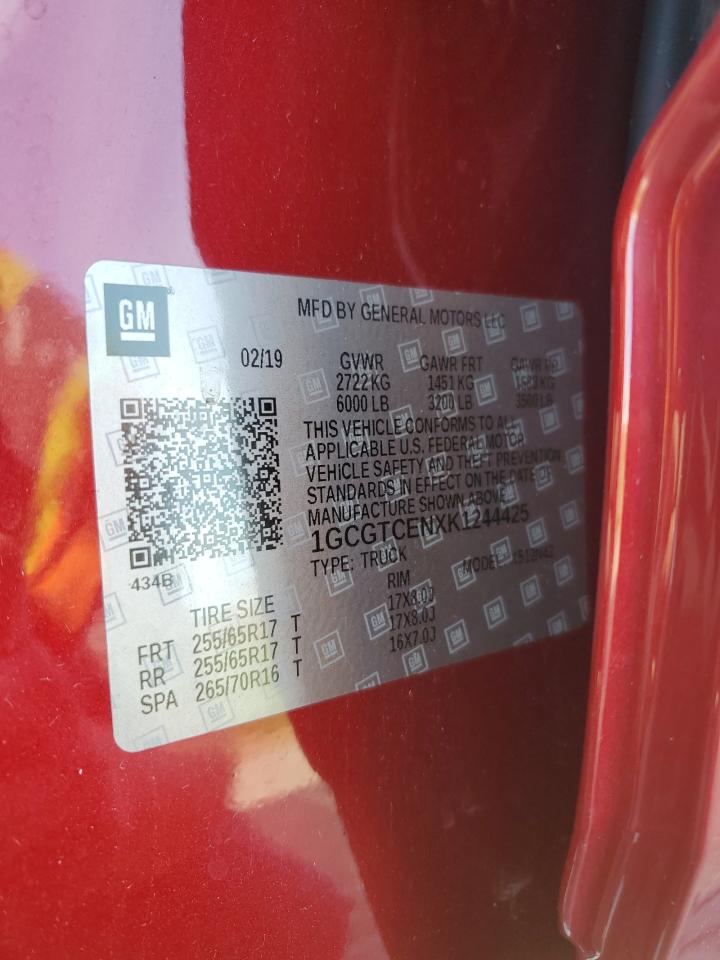 GM
MFD BY GENERAL MOTORS LLC
02/19 GVWR GAWR FRT GAWR RR
2722 KG 1451 KG KG
6000 LB 3200 LB LB
THIS VEHICLE CONFORMS TO ALL
APPLICABLE U.S. FEDERAL MOTOR
VEHICLE SAFETY AND THEFT PREVENTION
STANDARDS IN EFFECT ON THE DATE OF
MANUFACTURE SHOWN ABOVE.
1GCGTCENXK1244425
TYPE: TRUCK MODEL:
434B
TIRE SIZE RIM
FRT 255/65R17 T 17X8.0J
RR 255/65R17 T 17X8.0J
SPA 265/70R16 T 16X7.0J